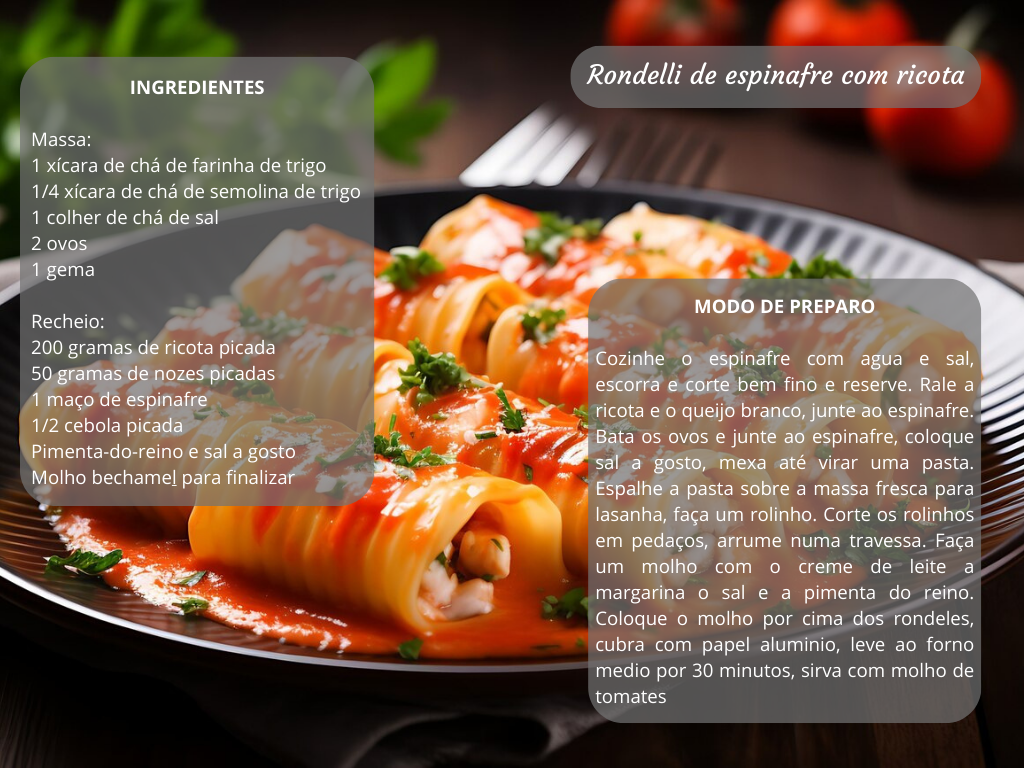 Rondelli de espinafre com ricota
INGREDIENTES
Massa:
1 xícara de chá de farinha de trigo
1/4 xícara de chá de semolina de trigo
1 colher de chá de sal
2 ovos
1 gema
Recheio:
200 gramas de ricota picada
50 gramas de nozes picadas
1 maço de espinafre
1/2 cebola picada
Pimenta-do-reino e sal a gosto
Molho bechamel para finalizar
MODO DE PREPARO
Cozinhe o espinafre com agua e sal,
escorra e corte bem fino e reserve. Rale a
ricota e o queijo branco, junte ao espinafre.
Bata os ovos e junte ao espinafre, coloque
sal a gosto, mexa até virar uma pasta.
Espalhe a pasta sobre a massa fresca para
lasanha, faça um rolinho. Corte os rolinhos
em pedaços, arrume numa travessa. Faça
um molho com o creme de leite a
margarina o sal e a pimenta do reino.
Coloque o molho por cima dos rondeles,
cubra com papel aluminio, leve ao forno
medio por 30 minutos, sirva com molho de
tomates